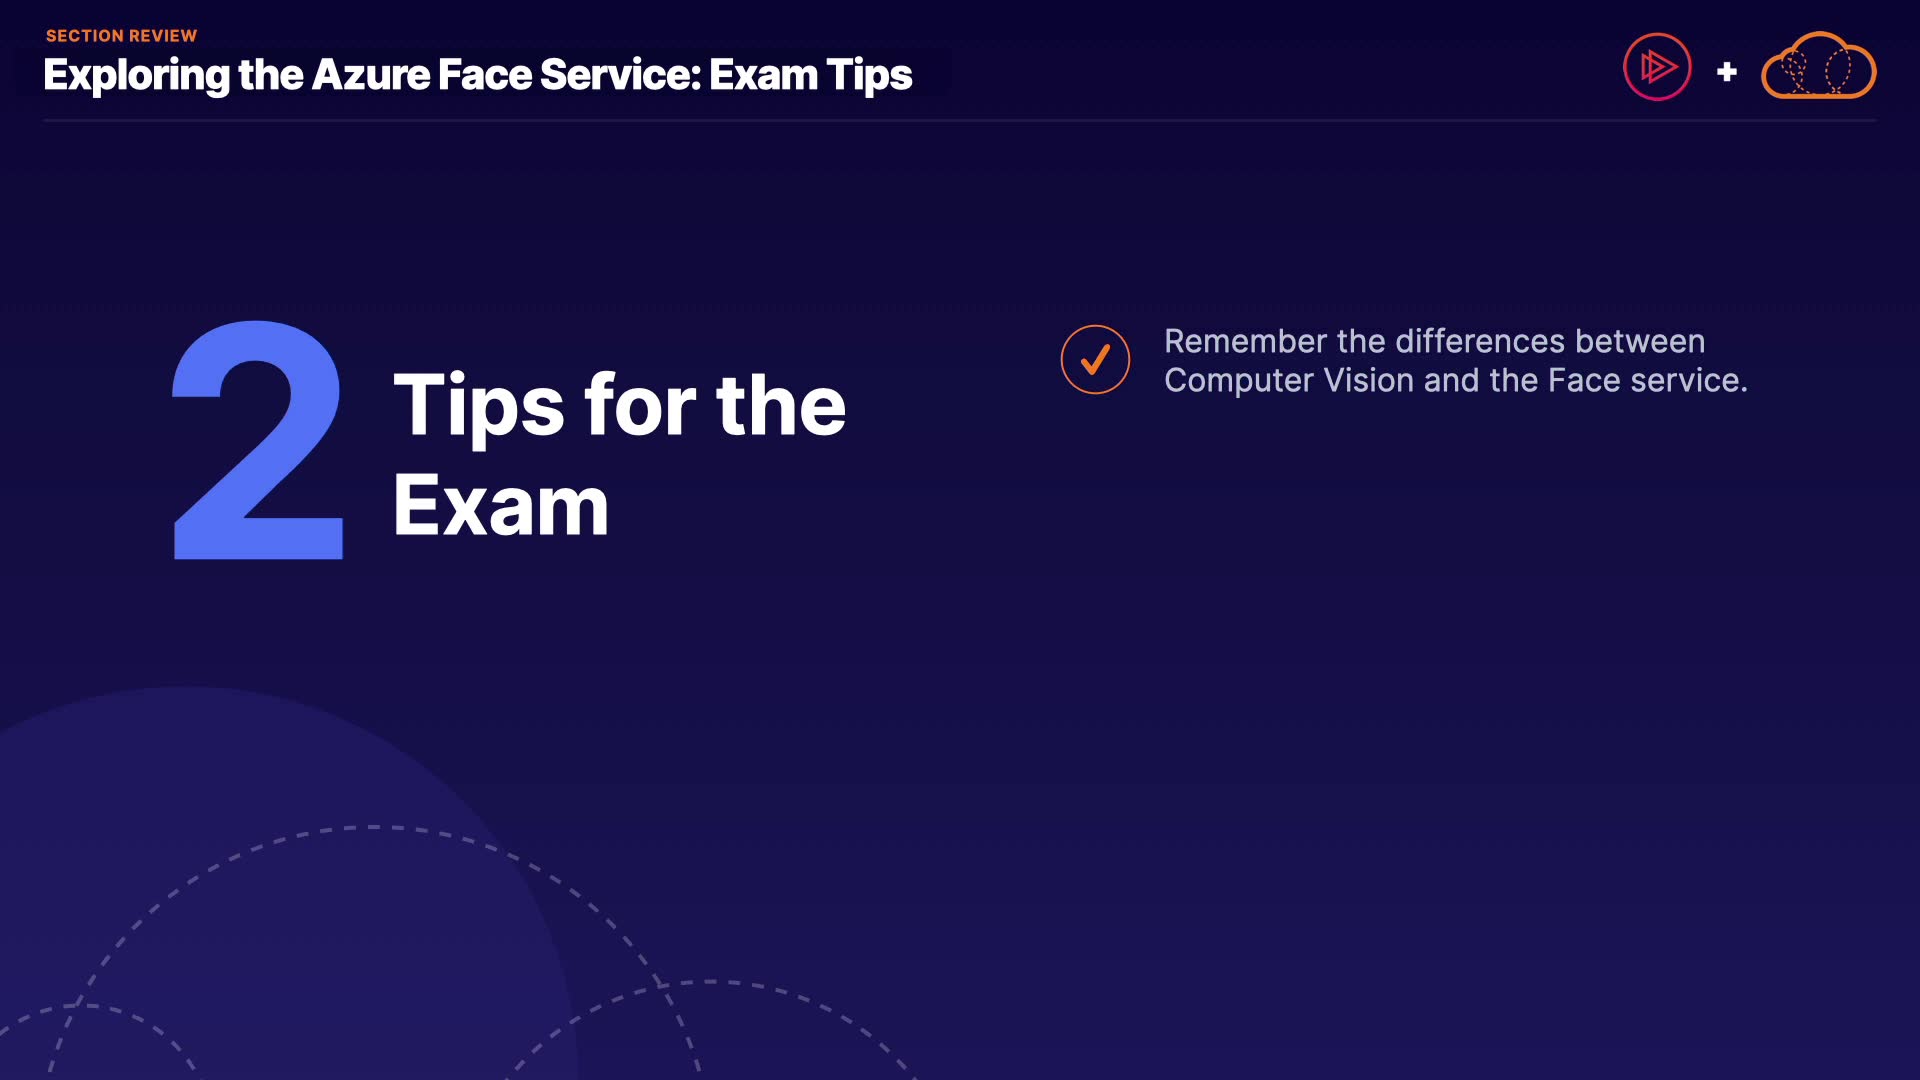 SECTION REVIEW
Exploring the Azure Face Service: Exam Tips
2
Tips for the
Exam
Remember the differences between
Computer Vision and the Face service.